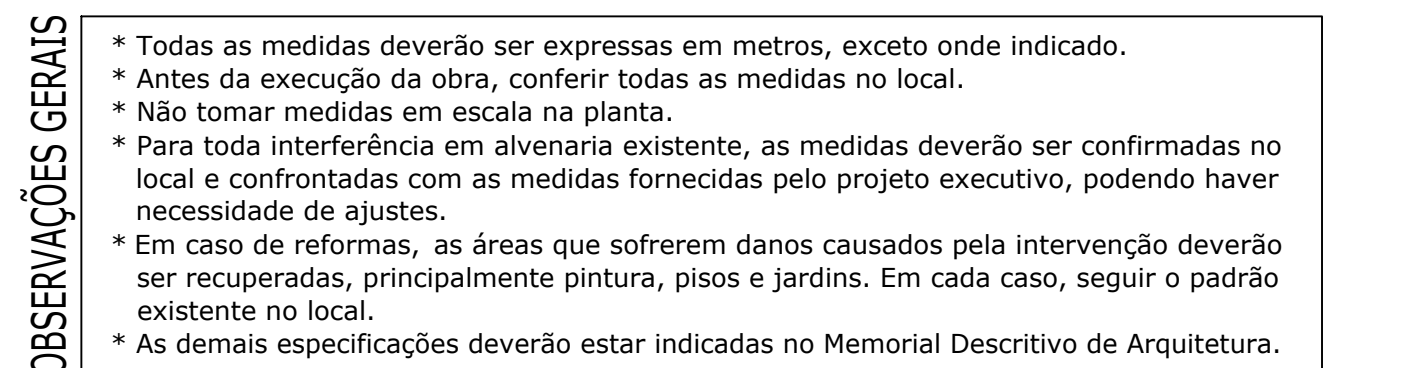 OBSERVAÇÕES GERAIS
* Todas as medidas deverão ser expressas em metros, exceto onde indicado.
* Antes da execução da obra, conferir todas as medidas no local.
* Não tomar medidas em escala na planta.
* Para toda interferência em alvenaria existente, as medidas deverão ser confirmadas no
local e confrontadas com as medidas fornecidas pelo projeto executivo, podendo haver
necessidade de ajustes.
* Em caso de reformas, as áreas que sofrerem danos causados pela intervenção deverão
ser recuperadas, principalmente pintura, pisos e jardins. Em cada caso, seguir o padrão
existente no local.
* As demais especificações deverão estar indicadas no Memorial Descritivo de Arquitetura.